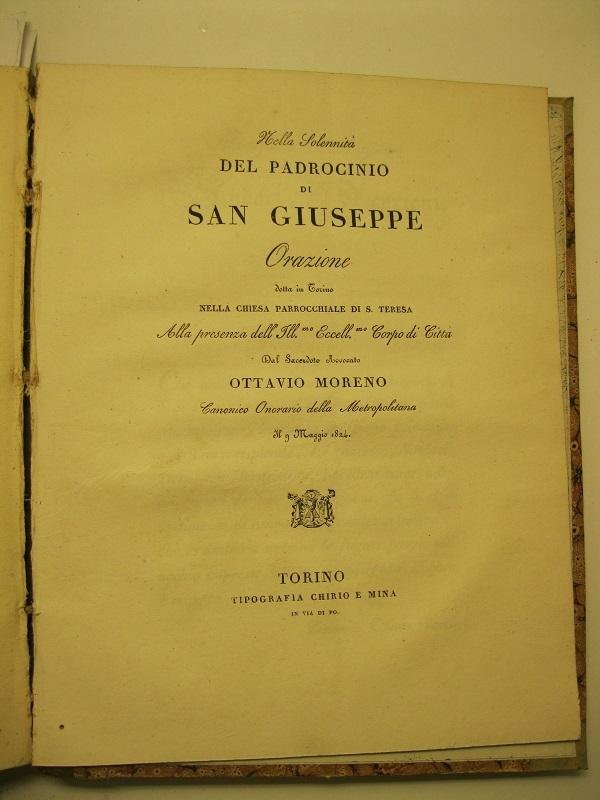 Nella Solennità
DEL PADROCINIO
DI
SAN GIUSEPPE
Orazione
detta in Torino
NELLA CHIESA PARROCCHIALE DI S. TERESA
Alla presenza dell' Ill.mo Eccell.mo Corpo di Città
Dal Sacerdote Avvocato
OTTAVIO MORENO
Canonico Onorario della Metropolitana
Il 9 Maggio 1824.
TORINO
TIPOGRAFIA CHIRIO E MINA
IN VIA DI PO.